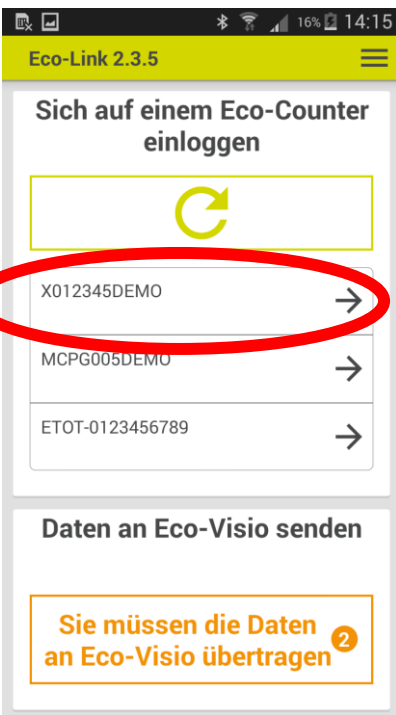 16% 14:15
Eco-Link 2.3.5
Sich auf einem Eco-Counter
einloggen
X012345DEMO
MCPG005DEMO
ETOT-0123456789
Daten an Eco-Visio senden
Sie müssen die Daten
an Eco-Visio übertragen 2